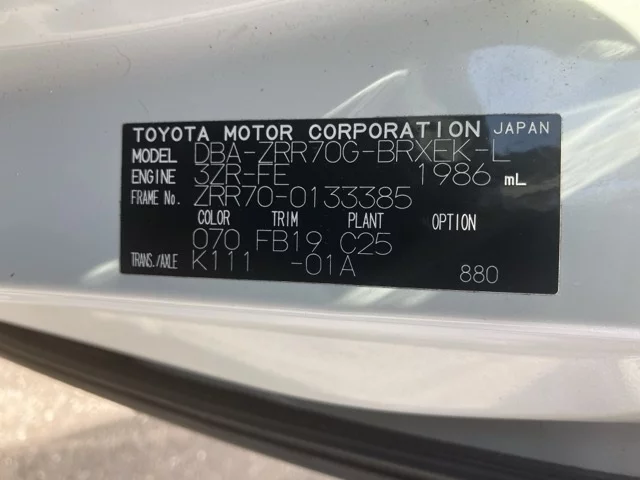 TOYOTA MOTOR CORPORATION JAPAN
MODEL DBA-ZRR70G-BRXEK-L
ENGINE 3ZR-FE 1986 mL
FRAME No. ZRR70-0133385
COLOR TRIM PLANT OPTION
070 FB19 C25
TRANS./AXLE K111 -01A 880